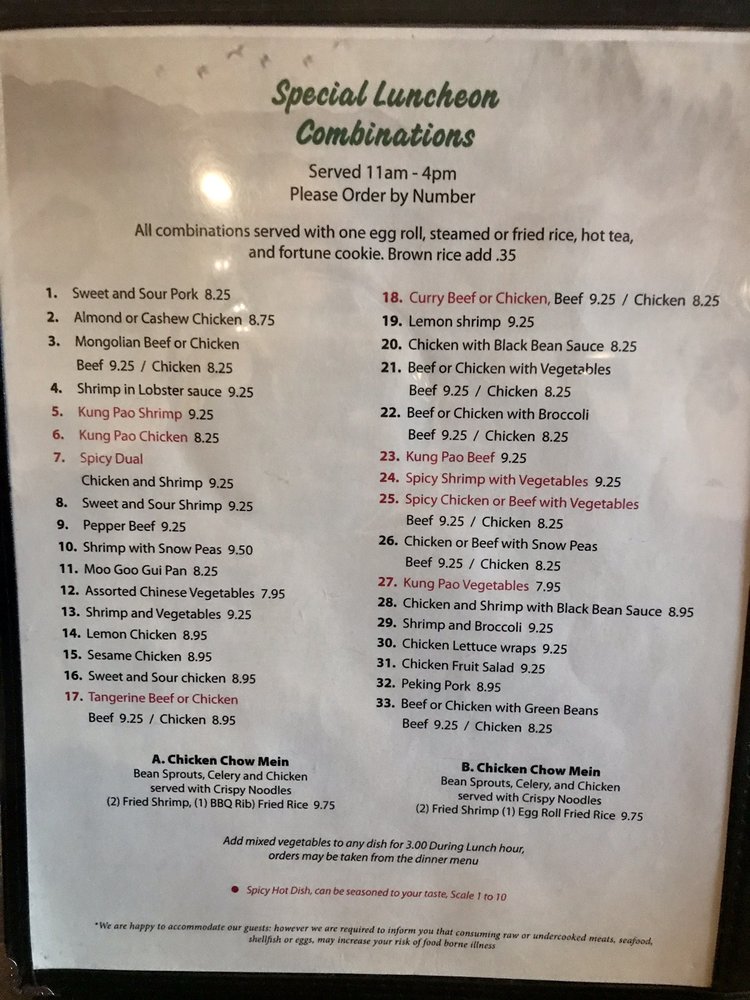 Special Luncheon
Combinations
Served 11am - 4pm
Please Order by Number
All combinations served with one egg roll, steamed or fried rice, hot tea,
and fortune cookie. Brown rice add .35
1. Sweet and Sour Pork 8.25
2. Almond or Cashew Chicken 8.75
3. Mongolian Beef or Chicken
Beef 9.25 / Chicken 8.25
4. Shrimp in Lobster sauce 9.25
5. Kung Pao Shrimp 9.25
6. Kung Pao Chicken 8.25
7. Spicy Dual
Chicken and Shrimp 9.25
8. Sweet and Sour Shrimp 9.25
9. Pepper Beef 9.25
10. Shrimp with Snow Peas 9.50
11. Moo Goo Gui Pan 8.25
12. Assorted Chinese Vegetables 7.95
13. Shrimp and Vegetables 9.25
14. Lemon Chicken 8.95
15. Sesame Chicken 8.95
16. Sweet and Sour chicken 8.95
17. Tangerine Beef or Chicken
Beef 9.25 / Chicken 8.95
18. Curry Beef or Chicken, Beef 9.25 / Chicken 8.25
19. Lemon shrimp 9.25
20. Chicken with Black Bean Sauce 8.25
21. Beef or Chicken with Vegetables
Beef 9.25 / Chicken 8.25
22. Beef or Chicken with Broccoli
Beef 9.25 / Chicken 8.25
23. Kung Pao Beef 9.25
24. Spicy Shrimp with Vegetables 9.25
25. Spicy Chicken or Beef with Vegetables
Beef 9.25 / Chicken 8.25
26. Chicken or Beef with Snow Peas
Beef 9.25 / Chicken 8.25
27. Kung Pao Vegetables 7.95
28. Chicken and Shrimp with Black Bean Sauce 8.95
29. Shrimp and Broccoli 9.25
30. Chicken Lettuce wraps 9.25
31. Chicken Fruit Salad 9.25
32. Peking Pork 8.95
33. Beef or Chicken with Green Beans
Beef 9.25 / Chicken 8.25
A. Chicken Chow Mein
Bean Sprouts, Celery and Chicken
served with Crispy Noodles
(2) Fried Shrimp, (1) BBQ Rib) Fried Rice 9.75
B. Chicken Chow Mein
Bean Sprouts, Celery, and Chicken
served with Crispy Noodles
(2) Fried Shrimp (1) Egg Roll Fried Rice 9.75
Add mixed vegetables to any dish for 3.00 During Lunch hour,
orders may be taken from the dinner menu
● Spicy Hot Dish, can be seasoned to your taste, Scale 1 to 10
*We are happy to accommodate our guests: however we are required to inform you that consuming raw or undercooked meats, seafood,
shellfish or eggs, may increase your risk of food borne illness